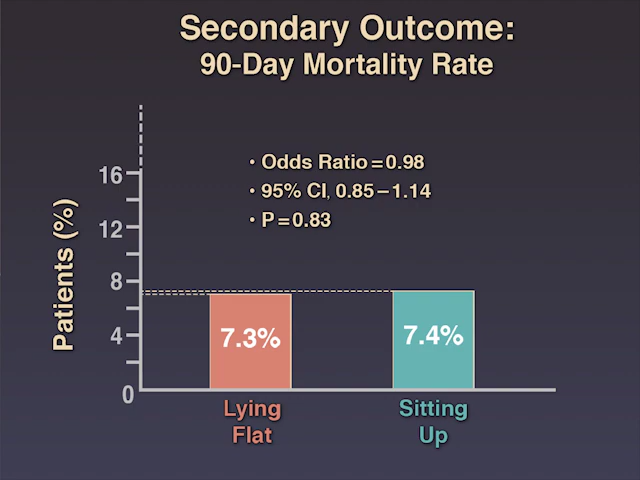 Secondary Outcome:
90-Day Mortality Rate
• Odds Ratio = 0.98
• 95% CI, 0.85 – 1.14
• P = 0.83
Patients (%)
16
12
8
4
0
7.3%
7.4%
Lying
Flat
Sitting
Up